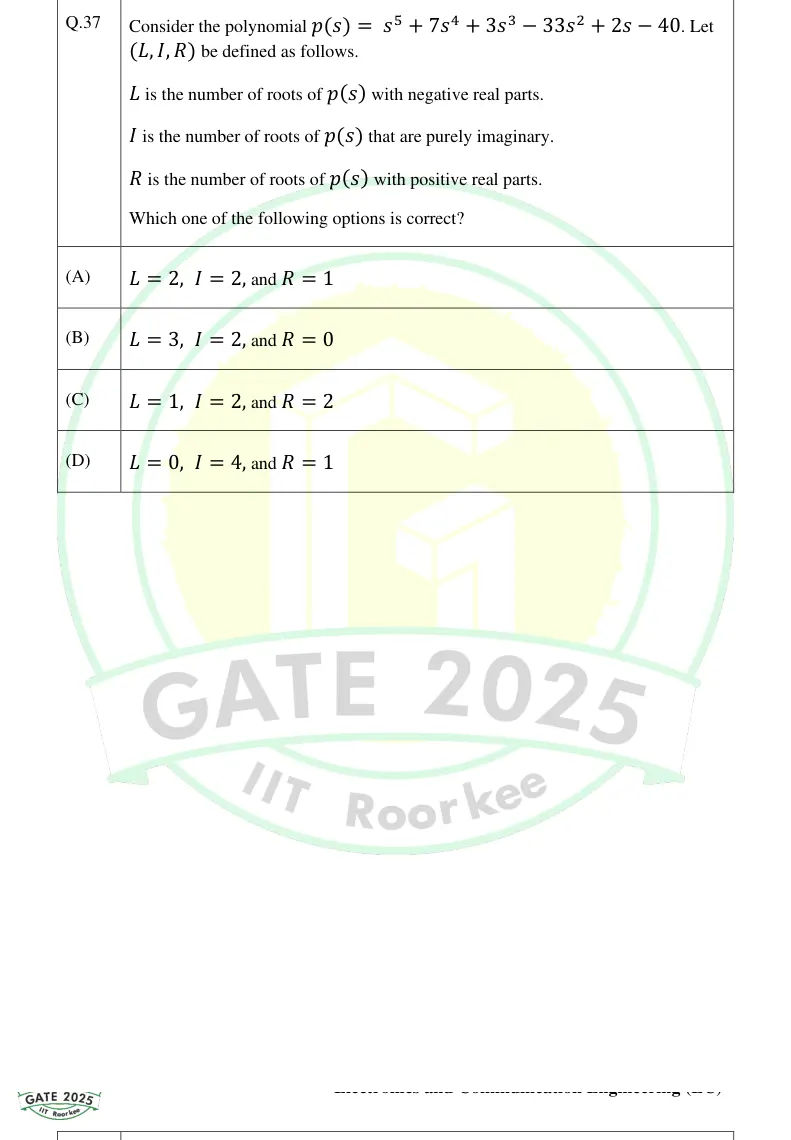 Q.37
Consider the polynomial 𝑝(𝑠) = 𝑠⁵ + 7𝑠⁴ + 3𝑠³ − 33𝑠² + 2𝑠 − 40. Let
(𝐿, 𝐼, 𝑅) be defined as follows.
𝐿 is the number of roots of 𝑝(𝑠) with negative real parts.
𝐼 is the number of roots of 𝑝(𝑠) that are purely imaginary.
𝑅 is the number of roots of 𝑝(𝑠) with positive real parts.
Which one of the following options is correct?
(A) 𝐿 = 2, 𝐼 = 2, and 𝑅 = 1
(B) 𝐿 = 3, 𝐼 = 2, and 𝑅 = 0
(C) 𝐿 = 1, 𝐼 = 2, and 𝑅 = 2
(D) 𝐿 = 0, 𝐼 = 4, and 𝑅 = 1
GATE 2025
IIT Roorkee
GATE 2025
IIT Roorkee